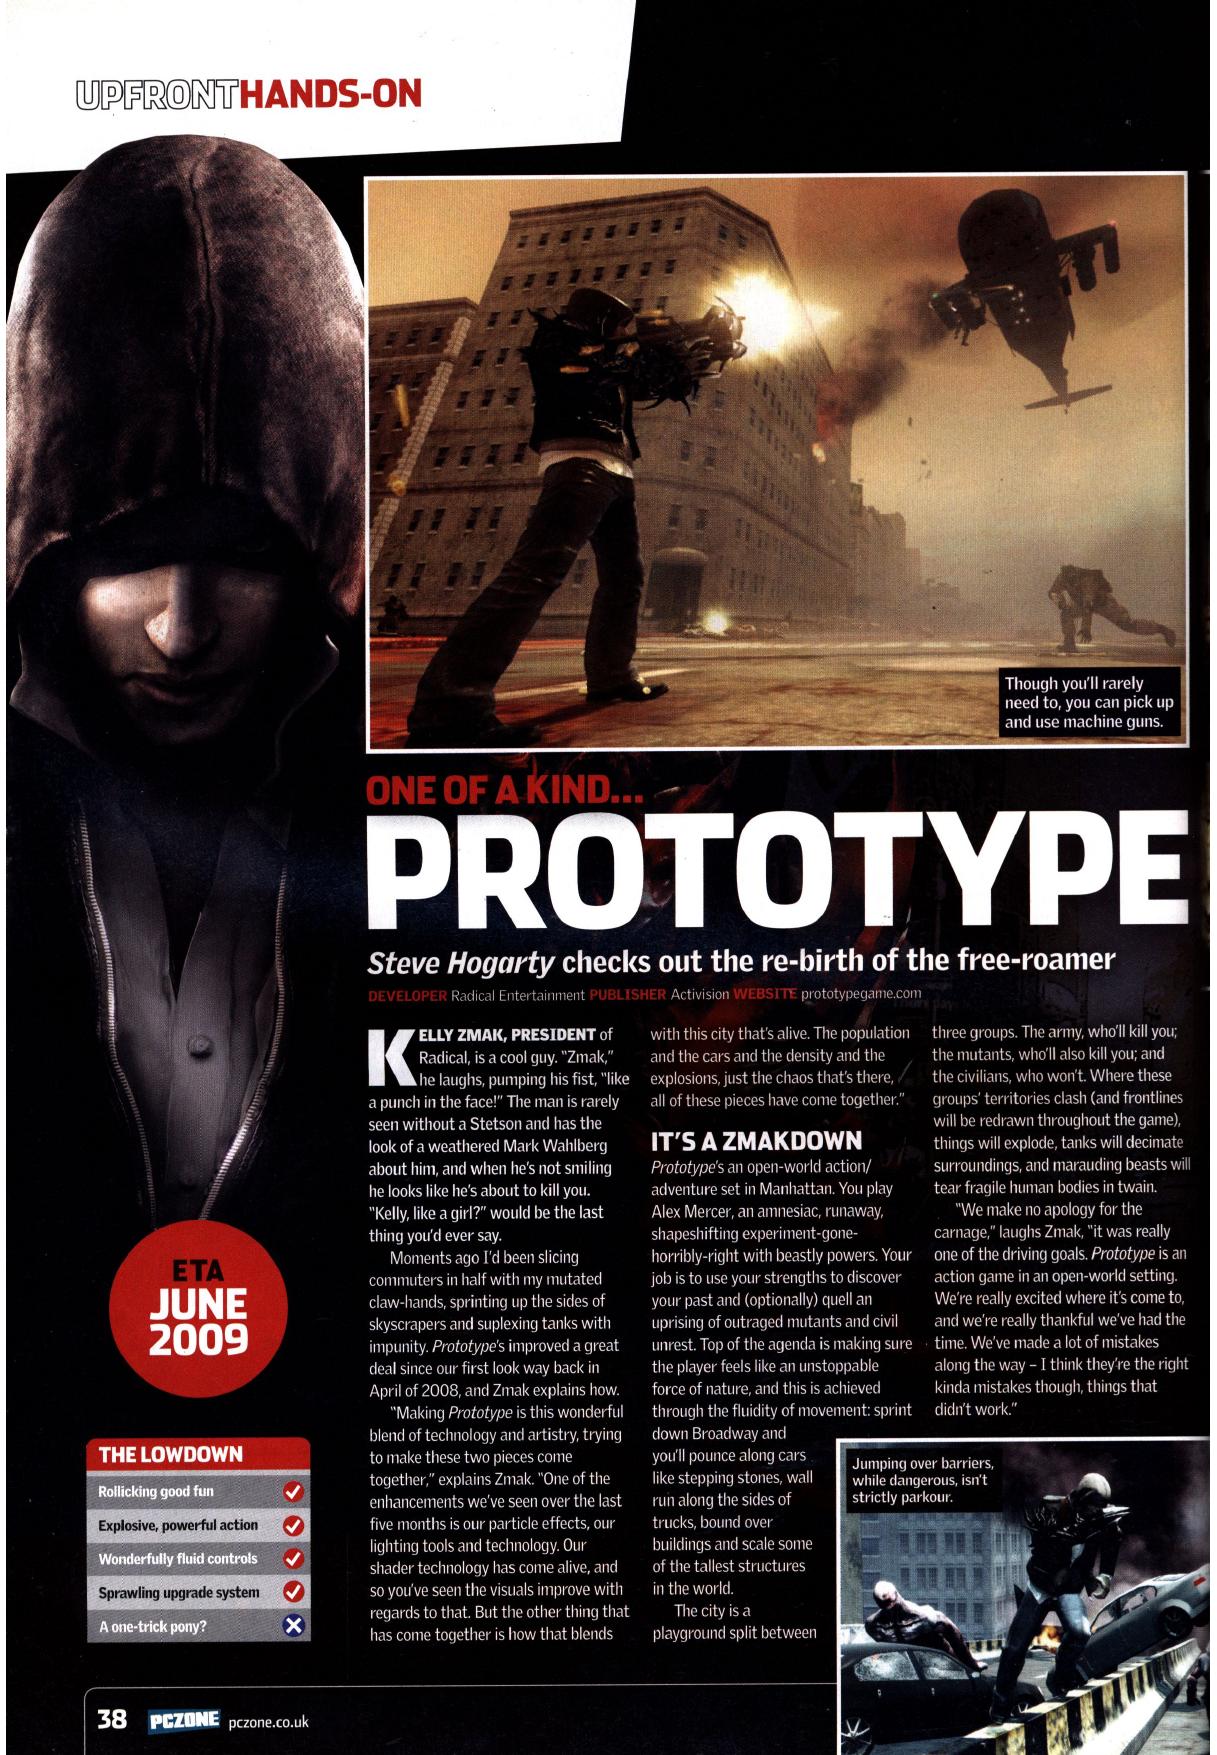 UPFRONTHANDS-ON
Though you'll rarely
need to, you can pick up
and use machine guns.
ONE OF A KIND...
PROTOTYPE
Steve Hogarty checks out the re-birth of the free-roamer
DEVELOPER Radical Entertainment PUBLISHER Activision WEBSITE prototypegame.com
KELLY ZMAK, PRESIDENT of
Radical, is a cool guy. "Zmak,"
he laughs, pumping his fist, "like
a punch in the face!" The man is rarely
seen without a Stetson and has the
look of a weathered Mark Wahlberg
about him, and when he's not smiling
he looks like he's about to kill you.
"Kelly, like a girl?" would be the last
thing you'd ever say.
Moments ago I'd been slicing
commuters in half with my mutated
claw-hands, sprinting up the sides of
skyscrapers and suplexing tanks with
impunity. Prototype's improved a great
deal since our first look way back in
April of 2008, and Zmak explains how.
"Making Prototype is this wonderful
blend of technology and artistry, trying
to make these two pieces come
together," explains Zmak. "One of the
enhancements we've seen over the last
five months is our particle effects, our
lighting tools and technology. Our
shader technology has come alive, and
so you've seen the visuals improve with
regards to that. But the other thing that
has come together is how that blends
with this city that's alive. The population
and the cars and the density and the
explosions, just the chaos that's there,
all of these pieces have come together."
IT'S A ZMAKDOWN
Prototype's an open-world action/
adventure set in Manhattan. You play
Alex Mercer, an amnesiac, runaway,
shapeshifting experiment-gone-
horribly-right with beastly powers. Your
job is to use your strengths to discover
your past and (optionally) quell an
uprising of outraged mutants and civil
unrest. Top of the agenda is making sure
the player feels like an unstoppable
force of nature, and this is achieved
through the fluidity of movement: sprint
down Broadway and
you'll pounce along cars
like stepping stones, wall
run along the sides of
trucks, bound over
buildings and scale some
of the tallest structures
in the world.
The city is a
playground split between
three groups. The army, who'll kill you;
the mutants, who'll also kill you; and
the civilians, who won't. Where these
groups' territories clash (and frontlines
will be redrawn throughout the game),
things will explode, tanks will decimate
surroundings, and marauding beasts will
tear fragile human bodies in twain.
"We make no apology for the
carnage," laughs Zmak, "it was really
one of the driving goals. Prototype is an
action game in an open-world setting.
We're really excited where it's come to,
and we're really thankful we've had the
time. We've made a lot of mistakes
along the way – I think they're the right
kinda mistakes though, things that
didn't work."
Jumping over barriers,
while dangerous, isn't
strictly parkour.
ETA
JUNE
2009
THE LOWDOWN
Rollicking good fun
Explosive, powerful action
Wonderfully fluid controls
Sprawling upgrade system
A one-trick pony?
38 PCZONE pczone.co.uk